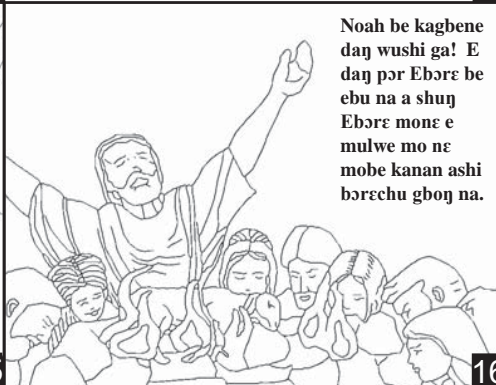 Noah be kagbene
daŋ wushi ga! E
daŋ pɔr Ebɔrɛ be
ebu na a shuŋ
Ebɔrɛ monɛ e
mulwe mo nɛ
mobe kanan ashi
bɔrɛchu gboŋ na.
16